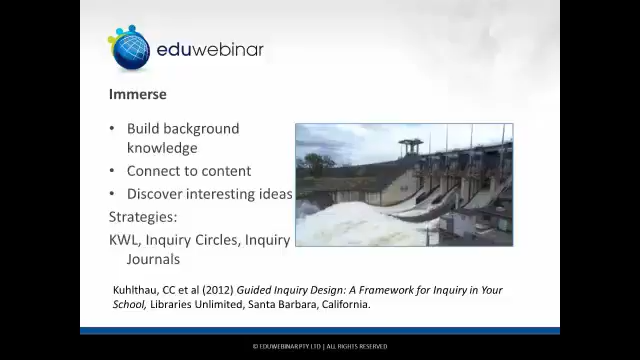 eduwebinar
Immerse
• Build background
knowledge
• Connect to content
• Discover interesting ideas
Strategies:
KWL, Inquiry Circles, Inquiry
Journals
Kuhlthau, CC et al (2012) Guided Inquiry Design: A Framework for Inquiry in Your
School, Libraries Unlimited, Santa Barbara, California.
© EDUWEBINAR PTY LTD | ALL RIGHTS RESERVED